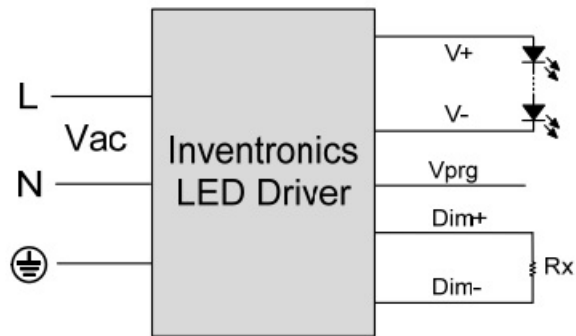 L
Vac
N
Inventronics
LED Driver
V+
V-
Vprg
Dim+
Rx
Dim-